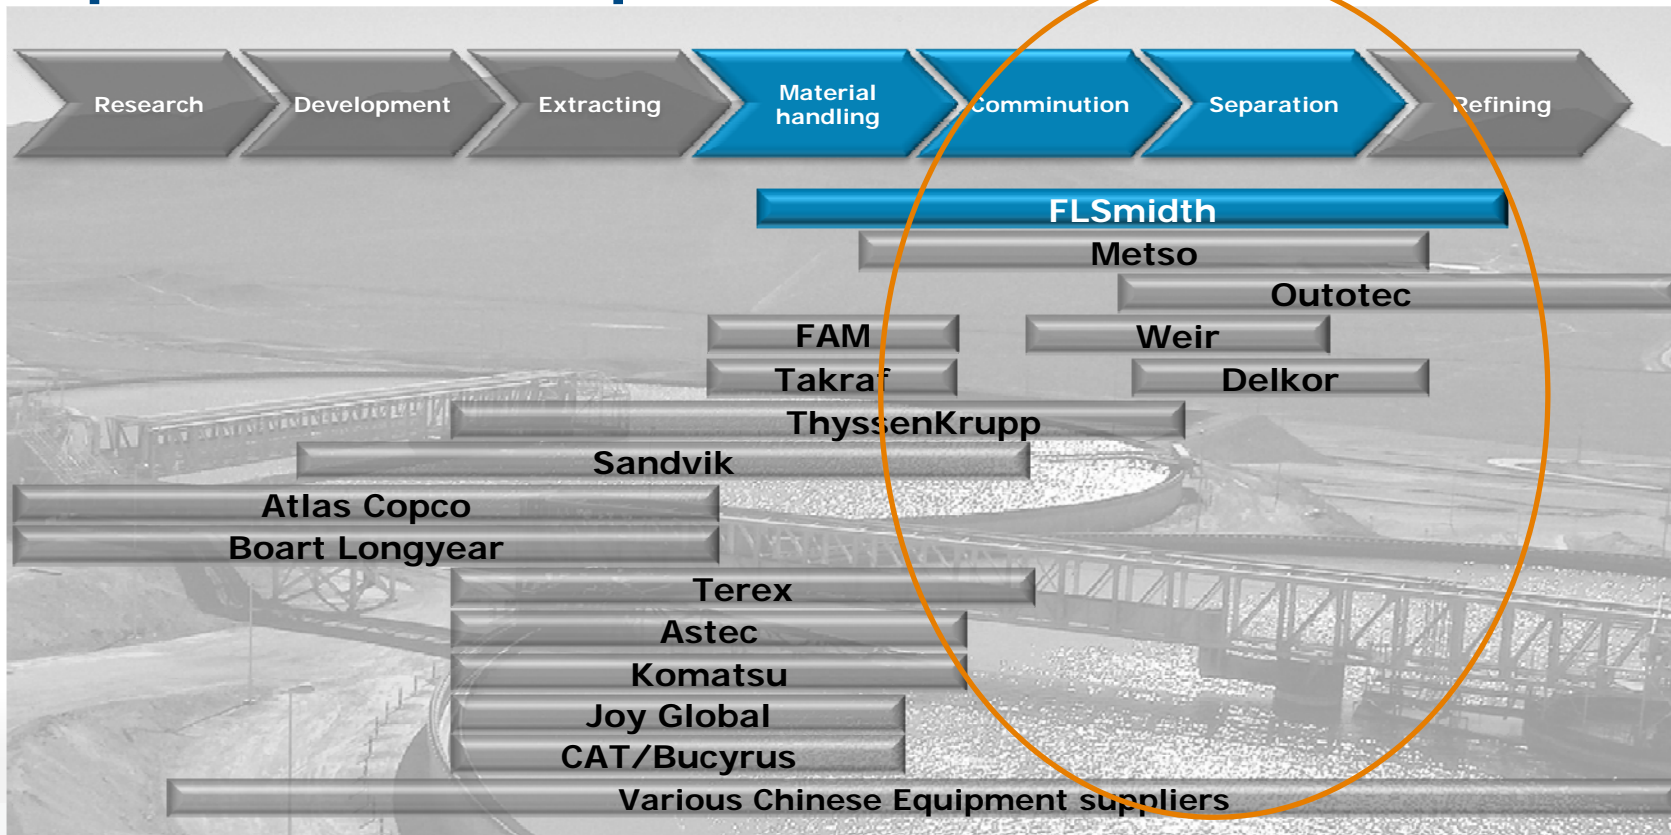 Research
Development
Extracting
Material
handling
Comminution
Separation
Refining
FLSmidth
Metso
Outotec
FAM
Weir
Takraf
Delkor
ThyssenKrupp
Sandvik
Atlas Copco
Boart Longyear
Terex
Astec
Komatsu
Joy Global
CAT/Bucyrus
Various Chinese Equipment suppliers